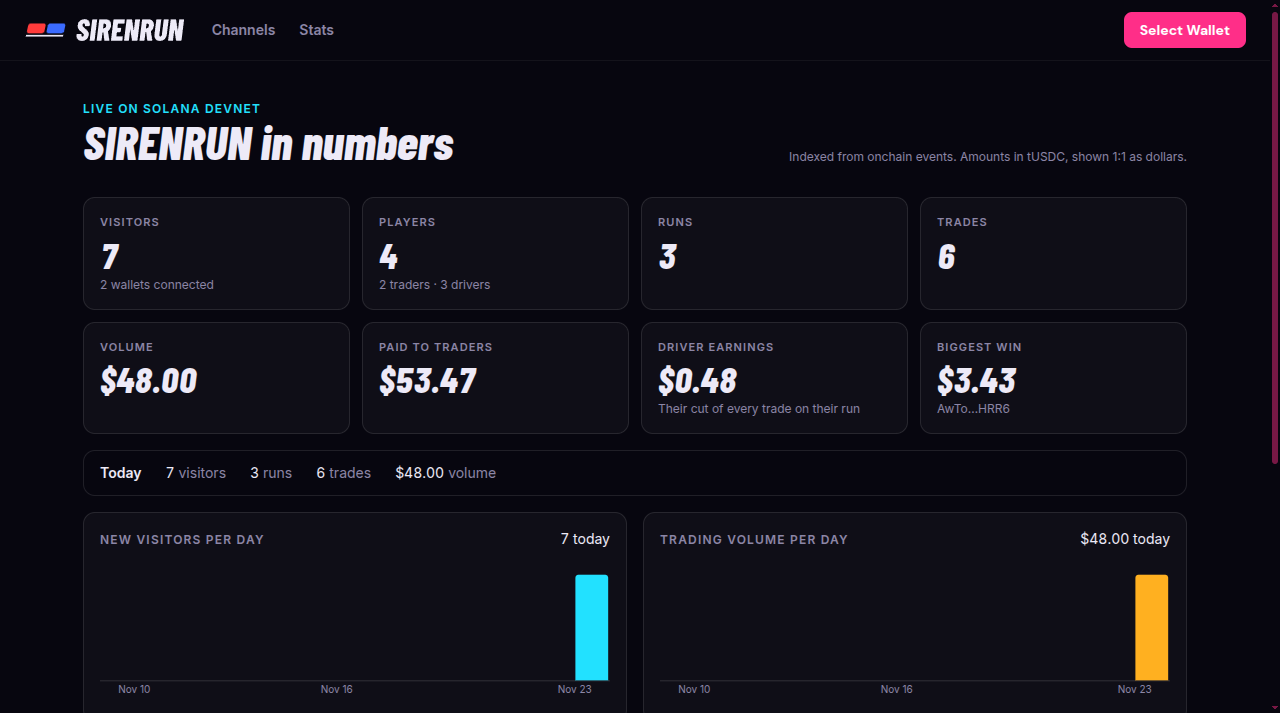 SIRENRUN Channels Stats Select Wallet
LIVE ON SOLANA DEVNET
SIRENRUN in numbers
Indexed from onchain events. Amounts in tUSDC, shown 1:1 as dollars.
VISITORS
7
2 wallets connected
PLAYERS
4
2 traders · 3 drivers
RUNS
3
TRADES
6
VOLUME
$48.00
PAID TO TRADERS
$53.47
DRIVER EARNINGS
$0.48
Their cut of every trade on their run
BIGGEST WIN
$3.43
AwTo...HRR6
Today 7 visitors 3 runs 6 trades $48.00 volume
NEW VISITORS PER DAY 7 today
Nov 10 Nov 16 Nov 23
TRADING VOLUME PER DAY $48.00 today
Nov 10 Nov 16 Nov 23